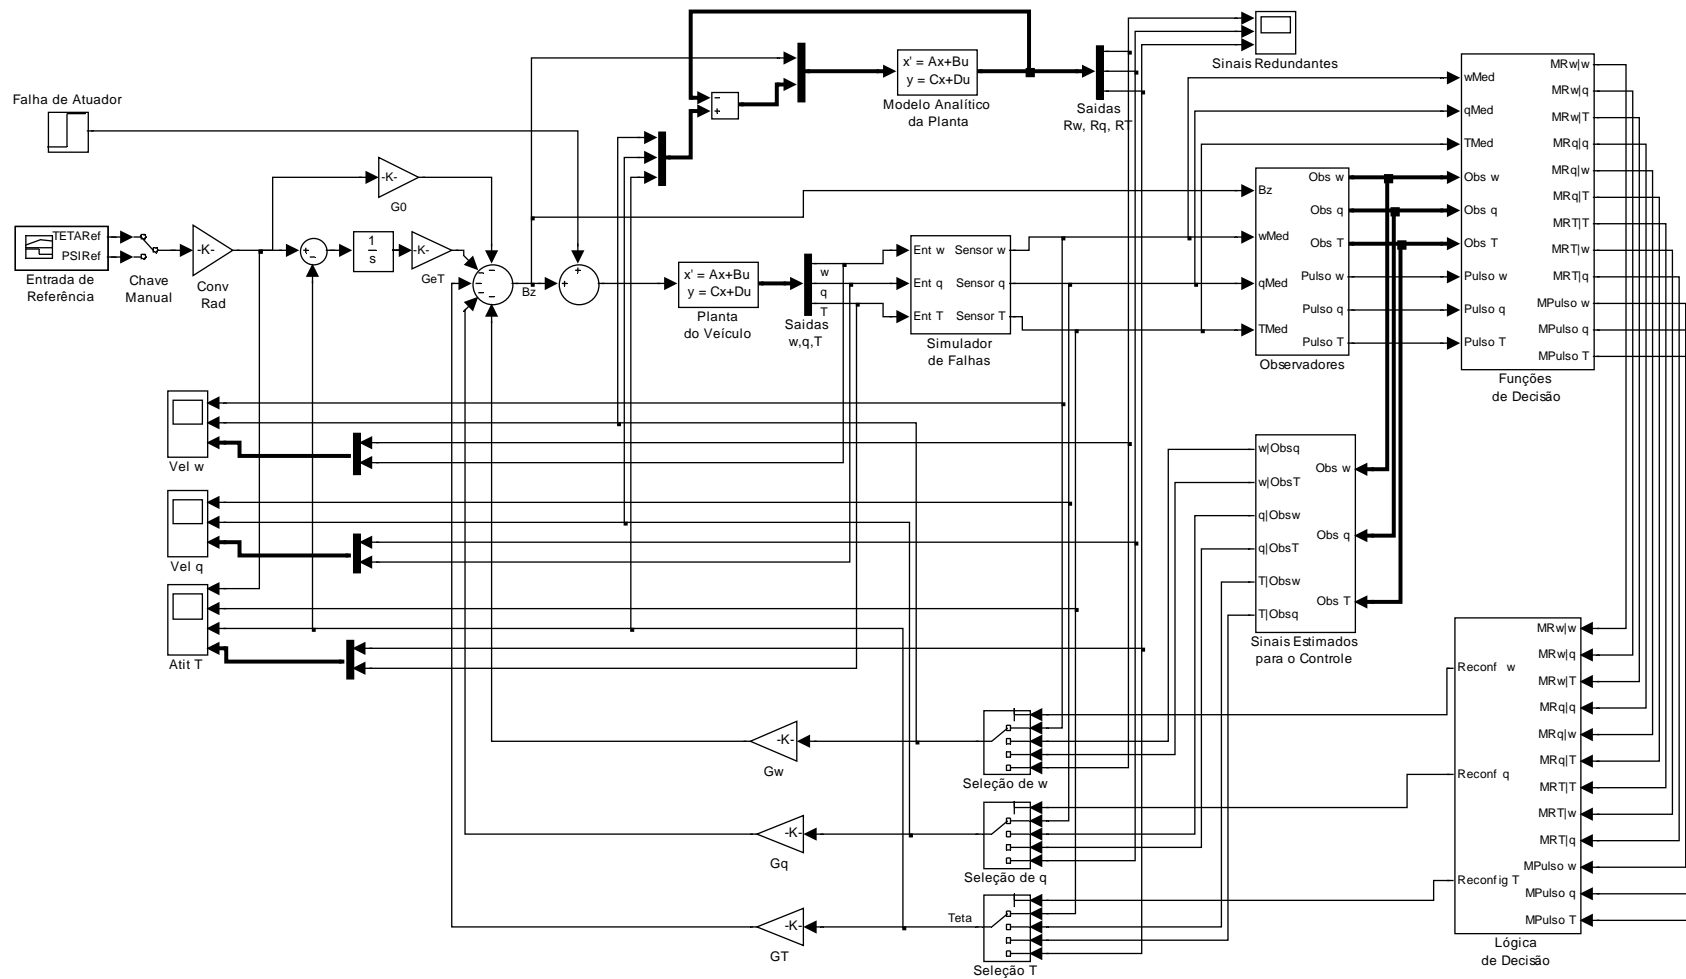 Falha de Atuador
TETARef
PSIRef
Entrada de
Referência
Chave
Manual
-K-
Conv
Rad
-K-
G0
+
−
1
s
-K-
GeT
−
−
−
−
−
Bz
+
+
−
+
x' = Ax+Bu
y = Cx+Du
Modelo Analítico
da Planta
Saidas
Rw, Rq, RT
Sinais Redundantes
x' = Ax+Bu
y = Cx+Du
Planta
do Veículo
w
q
T
Saidas
w,q,T
Ent w
Ent q
Ent T
Sensor w
Sensor q
Sensor T
Simulador
de Falhas
Bz
wMed
qMed
TMed
Obs w
Obs q
Obs T
Pulso w
Pulso q
Pulso T
Observadores
wMed
qMed
TMed
Obs w
Obs q
Obs T
Pulso w
Pulso q
Pulso T
MRw|w
MRw|q
MRw|T
MRq|q
MRq|w
MRq|T
MRT|T
MRT|w
MRT|q
MPulso w
MPulso q
MPulso T
Funções
de Decisão
Vel w
Vel q
Atit T
w|Obsq
w|ObsT
q|Obsw
q|ObsT
T|Obsw
T|Obsq
Obs w
Obs q
Obs T
Sinais Estimados
para o Controle
MRw|w
MRw|q
MRw|T
MRq|q
MRq|w
MRq|T
MRT|T
MRT|w
MRT|q
MPulso w
MPulso q
MPulso T
Reconf w
Reconf q
Reconfig T
Lógica
de Decisão
-K-
Gw
Seleção de w
-K-
Gq
Seleção de q
-K-
GT
Teta
Seleção T